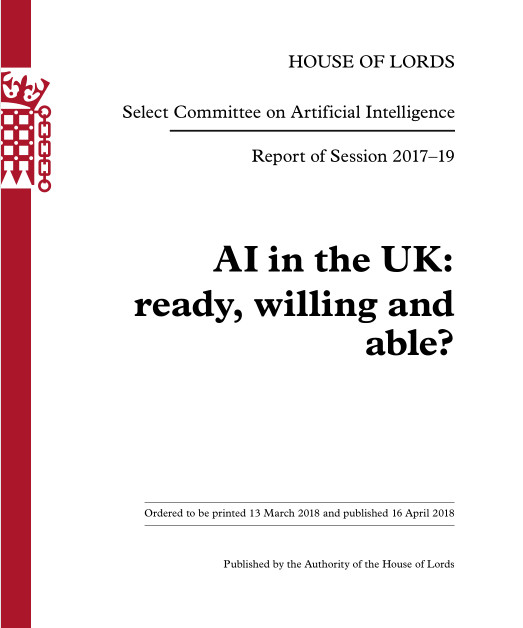 HOUSE OF LORDS
Select Committee on Artificial Intelligence
Report of Session 2017–19
AI in the UK:
ready, willing and
able?
Ordered to be printed 13 March 2018 and published 16 April 2018
Published by the Authority of the House of Lords